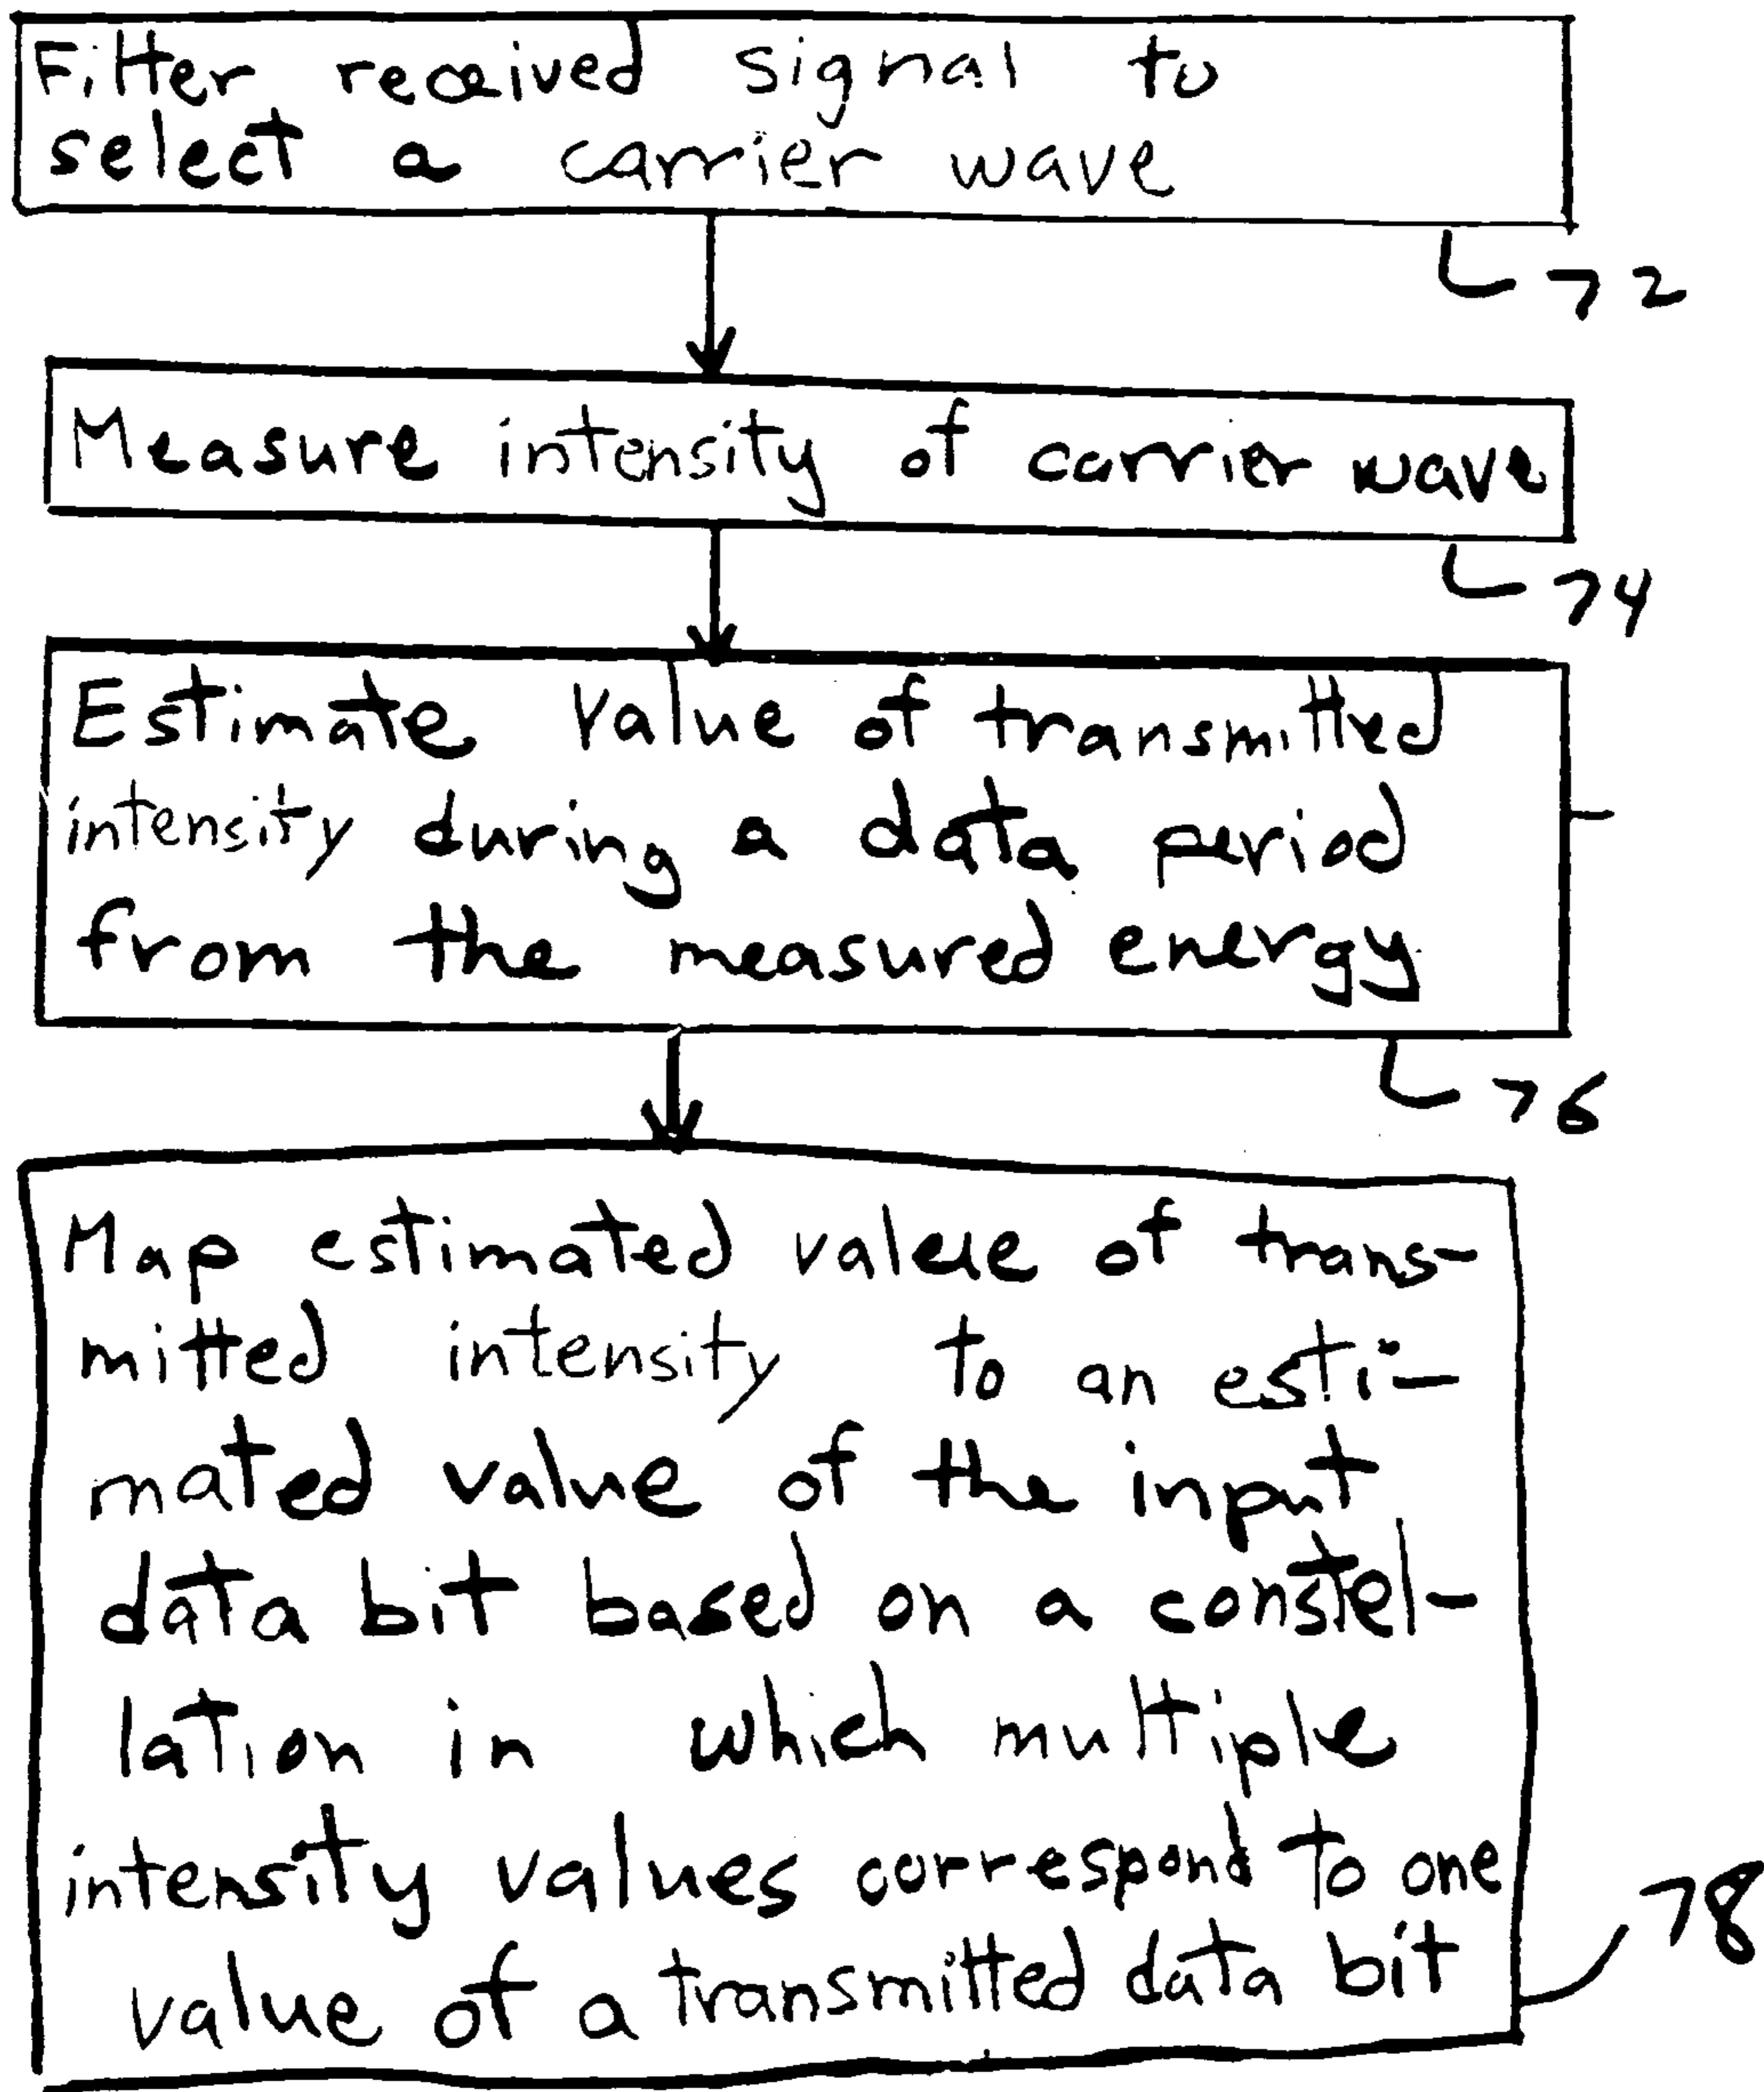 Filter received signal to
select a carrier wave
72
Measure intensity of carrier wave
74
Estimate Value of transmitted
intensity during a data period
from the measured energy
76
Map estimated value of trans-
mitted intensity to an esti-
mated value of the input
data bit based on a constel-
lation in which multiple
intensity values correspond to one
value of a transmitted data bit
78